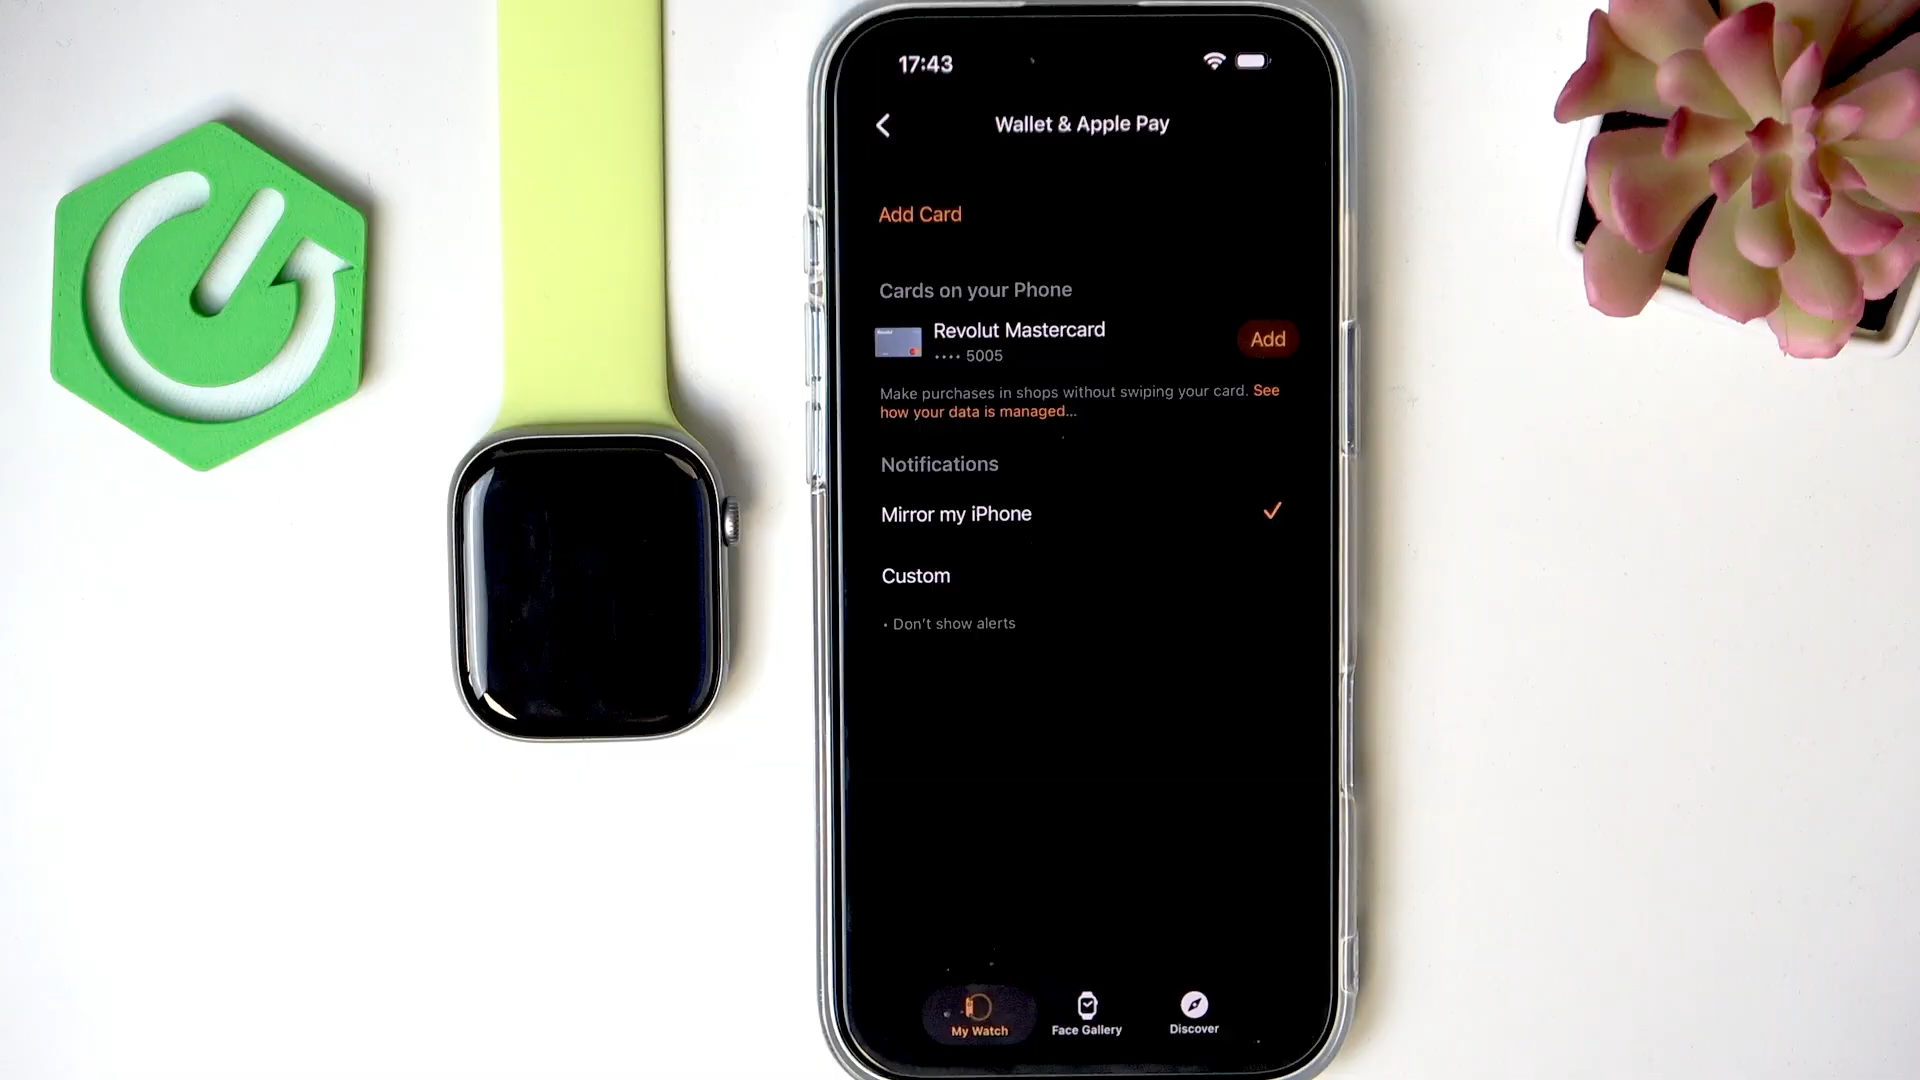 17:43
Wallet & Apple Pay
Add Card
Cards on your Phone
Revolut Mastercard
•••• 5005
Add
Make purchases in shops without swiping your card. See
how your data is managed...
Notifications
Mirror my iPhone
Custom
• Don't show alerts
My Watch
Face Gallery
Discover